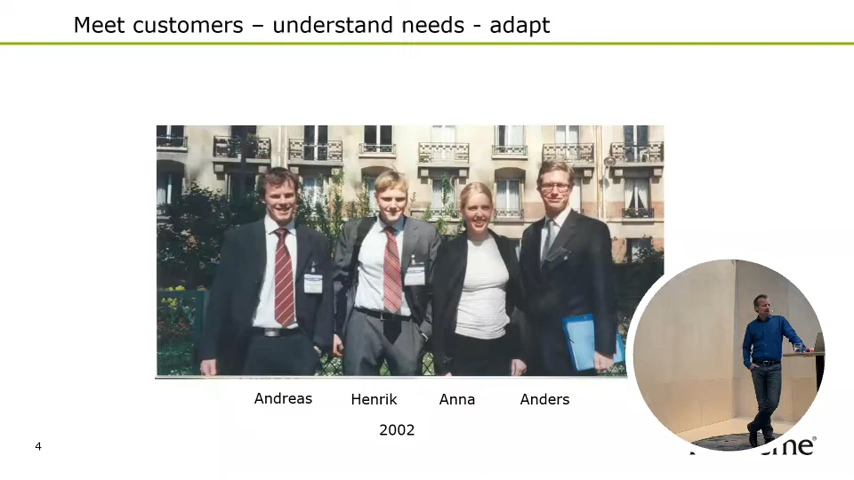 Meet customers – understand needs - adapt
Andreas Henrik Anna Anders
2002
4